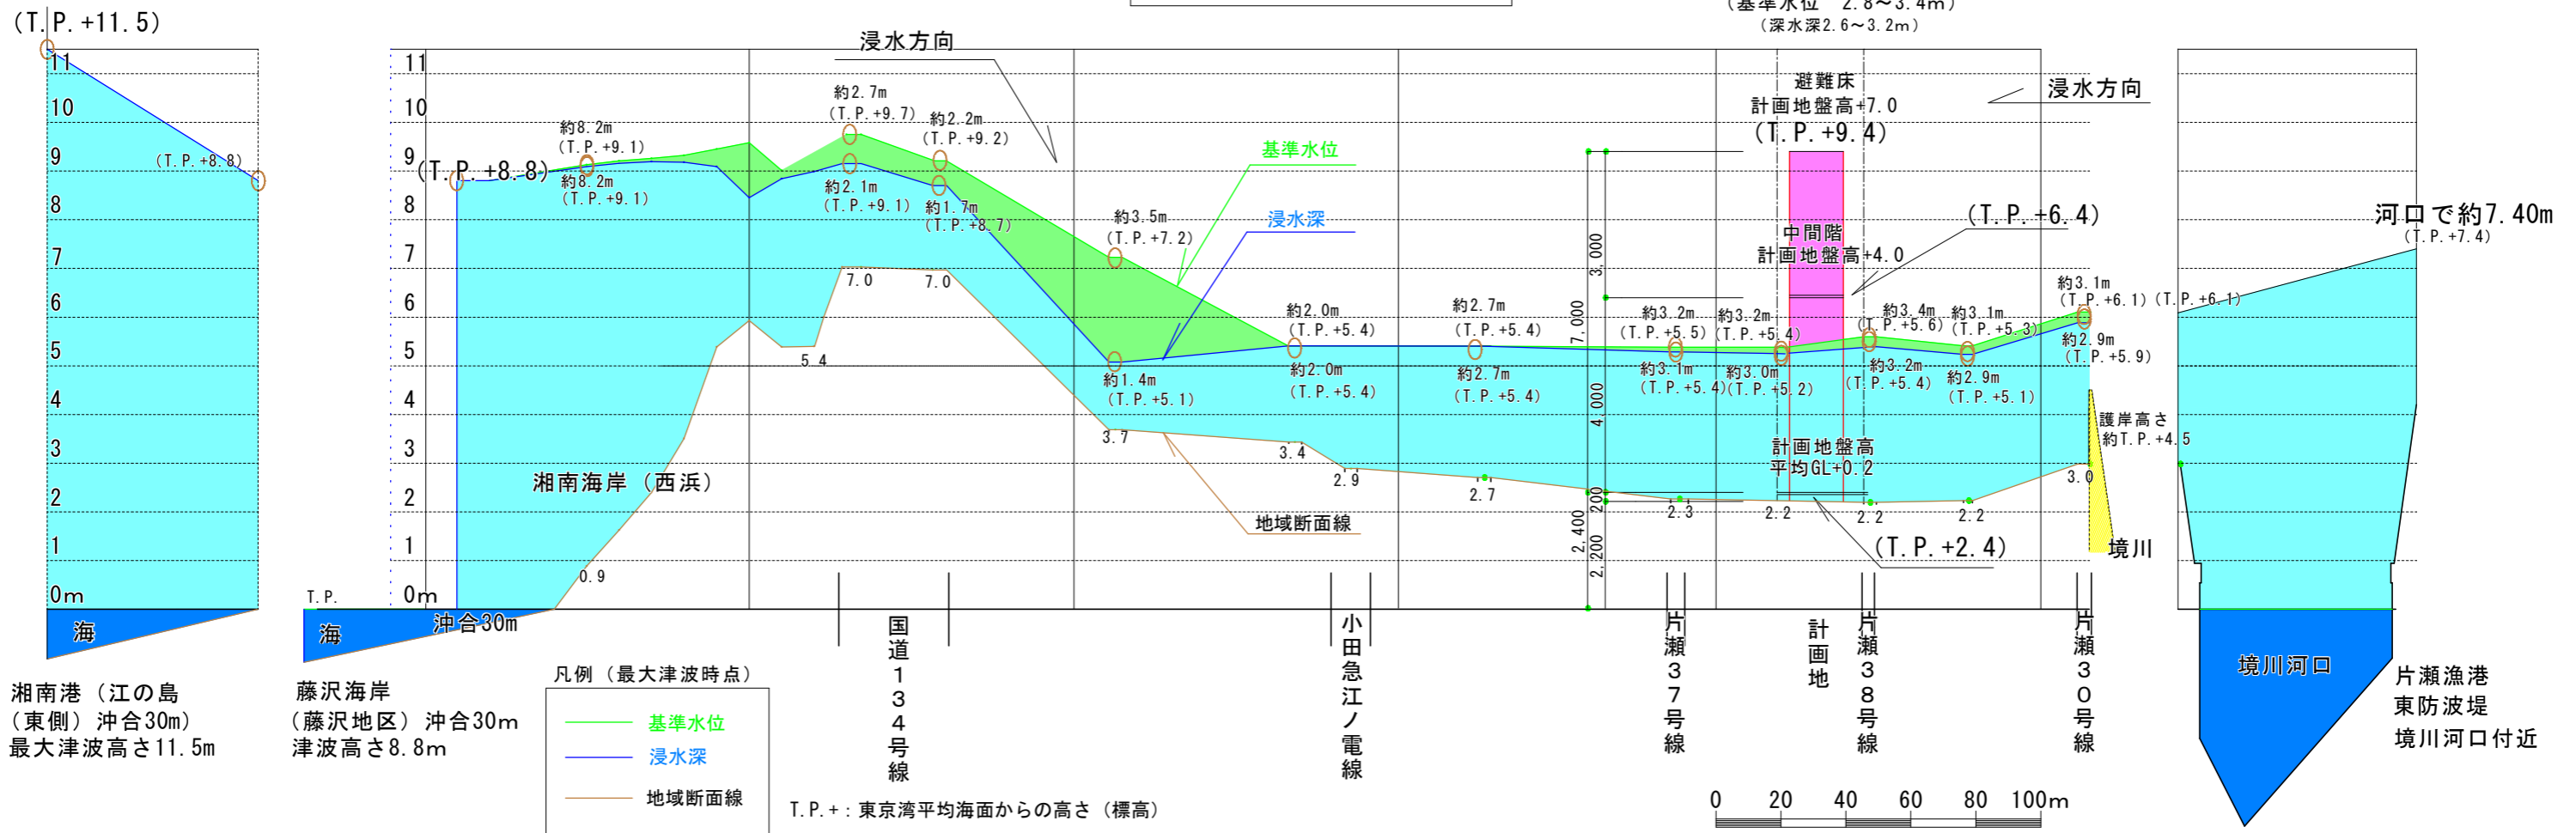 (T.P.+11.5)
(基準水位 2.8～3.4m)
(深水深2.6～3.2m)
浸水方向
浸水方向
11
10
9
8
7
6
5
4
3
2
1
0m
(T.P.+8.8)
海
11
10
9
8
7
6
5
4
3
2
1
0m
T.P.
海
沖合30m
(T.P.+8.8)
約8.2m
(T.P.+9.1)
約8.2m
(T.P.+9.1)
約2.7m
(T.P.+9.7)
約2.1m
(T.P.+9.1)
約2.2m
(T.P.+9.2)
約1.7m
(T.P.+8.7)
基準水位
浸水深
約3.5m
(T.P.+7.2)
約1.4m
(T.P.+5.1)
約2.0m
(T.P.+5.4)
約2.0m
(T.P.+5.4)
約2.7m
(T.P.+5.4)
約2.7m
(T.P.+5.4)
約3.2m
(T.P.+5.5)
約3.1m
(T.P.+5.4)
約3.2m
(T.P.+5.4)
約3.0m
(T.P.+5.2)
約3.4m
(T.P.+5.6)
約3.2m
(T.P.+5.4)
約3.1m
(T.P.+5.3)
約2.9m
(T.P.+5.1)
約3.1m
(T.P.+6.1)
(T.P.+6.1)
約2.9m
(T.P.+5.9)
避難床
計画地盤高+7.0
(T.P.+9.4)
中間階
計画地盤高+4.0
(T.P.+6.4)
計画地盤高
平均GL+0.2
(T.P.+2.4)
3,000
7,000
4,000
200
2,400
2,200
湘南海岸（西浜）
地域断面線
0.9
5.4
7.0
7.0
3.7
3.4
2.9
2.7
2.3
2.2
2.2
2.2
3.0
護岸高さ
約T.P.+4.5
境川
河口で約7.40m
(T.P.+7.4)
境川河口
国道134号線
小田急江ノ電線
片瀬37号線
計画地
片瀬38号線
片瀬30号線
湘南港（江の島
（東側）沖合30m）
最大津波高さ11.5m
藤沢海岸
（藤沢地区）沖合30m
津波高さ8.8m
凡例（最大津波時点）
基準水位
浸水深
地域断面線
T.P.+：東京湾平均海面からの高さ（標高）
0 20 40 60 80 100m
片瀬漁港
東防波堤
境川河口付近